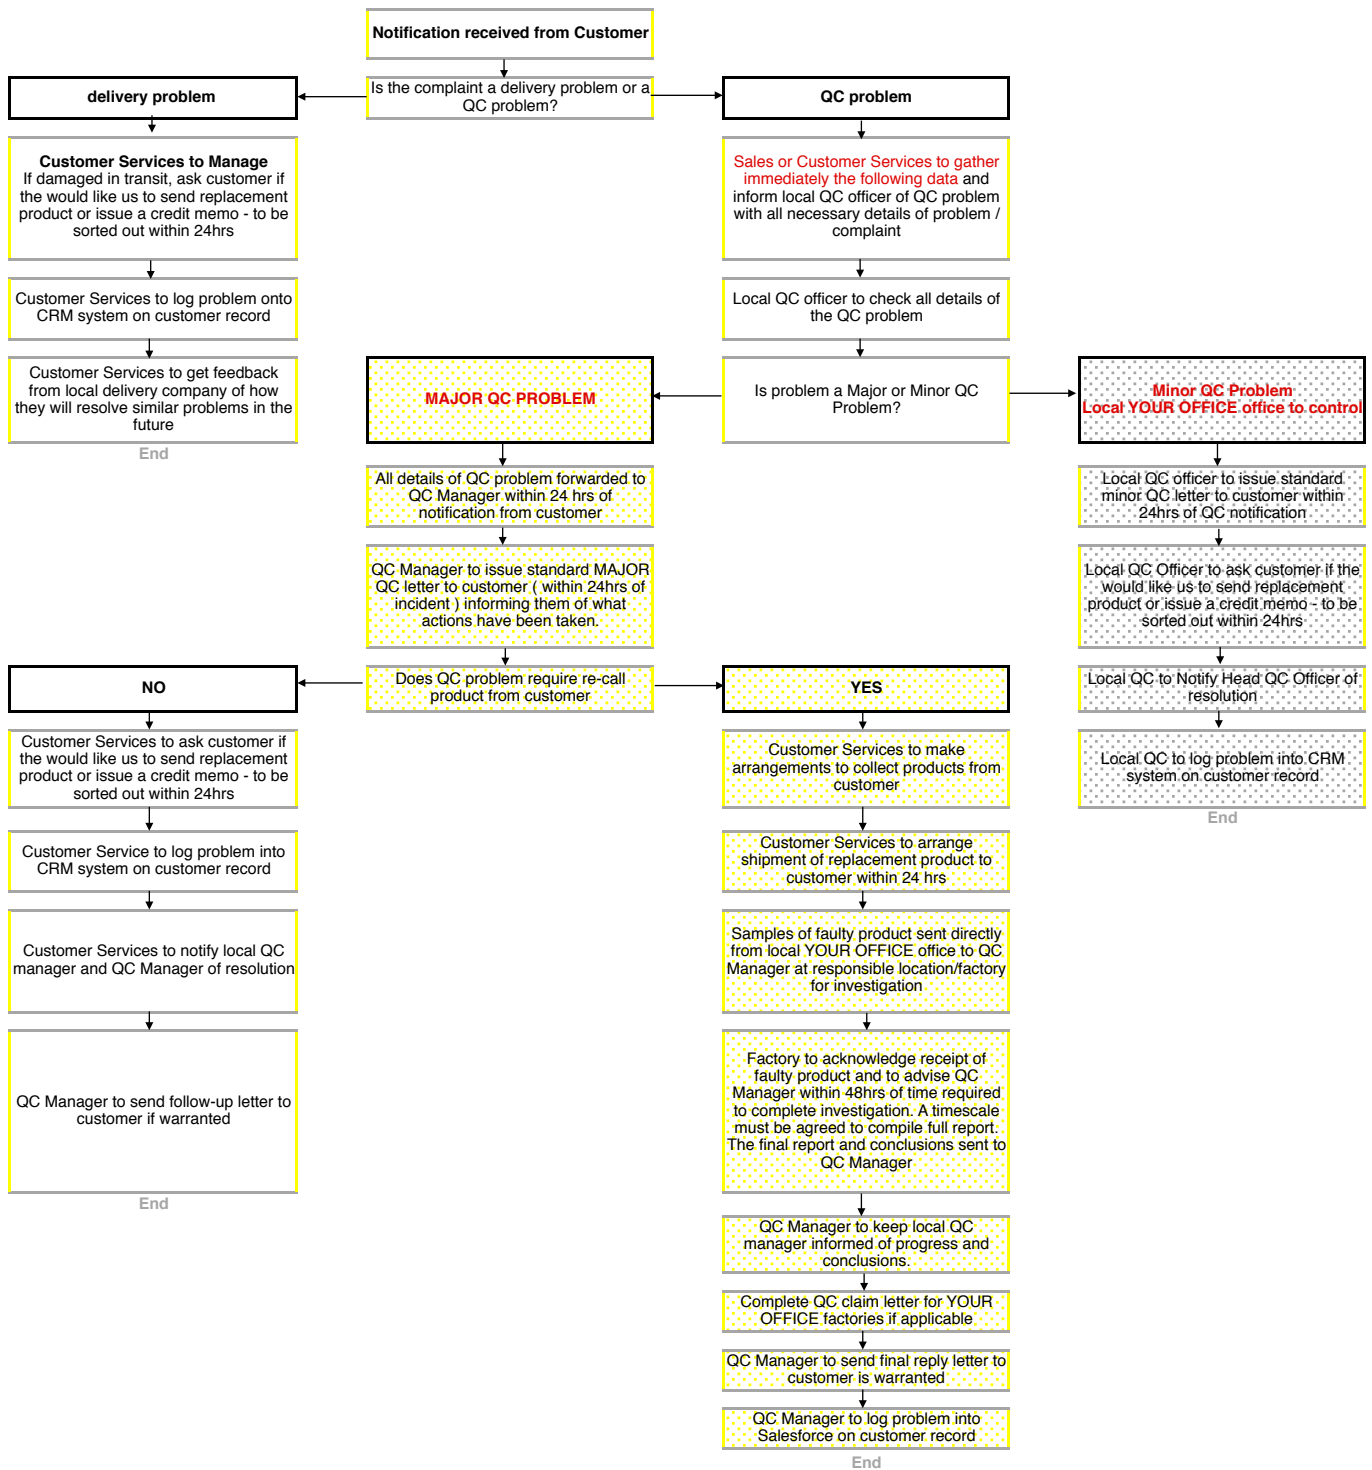 Notification received from Customer
Is the complaint a delivery problem or a
QC problem?
delivery problem
Customer Services to Manage
If damaged in transit, ask customer if
the would like us to send replacement
product or issue a credit memo - to be
sorted out within 24hrs
Customer Services to log problem onto
CRM system on customer record
Customer Services to get feedback
from local delivery company of how
they will resolve similar problems in the
future
End
QC problem
Sales or Customer Services to gather
immediately the following data and
inform local QC officer of QC problem
with all necessary details of problem /
complaint
Local QC officer to check all details of
the QC problem
Is problem a Major or Minor QC
Problem?
MAJOR QC PROBLEM
All details of QC problem forwarded to
QC Manager within 24 hrs of
notification from customer
QC Manager to issue standard MAJOR
QC letter to customer ( within 24hrs of
incident ) informing them of what
actions have been taken.
Does QC problem require re-call
product from customer
Minor QC Problem
Local YOUR OFFICE office to control
Local QC officer to issue standard
minor QC letter to customer within
24hrs of QC notification
Local QC Officer to ask customer if the
would like us to send replacement
product or issue a credit memo - to be
sorted out within 24hrs
Local QC to Notify Head QC Officer of
resolution
Local QC to log problem into CRM
system on customer record
End
NO
Customer Services to ask customer if
the would like us to send replacement
product or issue a credit memo - to be
sorted out within 24hrs
Customer Service to log problem into
CRM system on customer record
Customer Services to notify local QC
manager and QC Manager of resolution
QC Manager to send follow-up letter to
customer if warranted
End
YES
Customer Services to make
arrangements to collect products from
customer
Customer Services to arrange
shipment of replacement product to
customer within 24 hrs
Samples of faulty product sent directly
from local YOUR OFFICE office to QC
Manager at responsible location/factory
for investigation
Factory to acknowledge receipt of
faulty product and to advise QC
Manager within 48hrs of time required
to complete investigation. A timescale
must be agreed to compile full report.
The final report and conclusions sent to
QC Manager
QC Manager to keep local QC
manager informed of progress and
conclusions.
Complete QC claim letter for YOUR
OFFICE factories if applicable
QC Manager to send final reply letter to
customer is warranted
QC Manager to log problem into
Salesforce on customer record
End